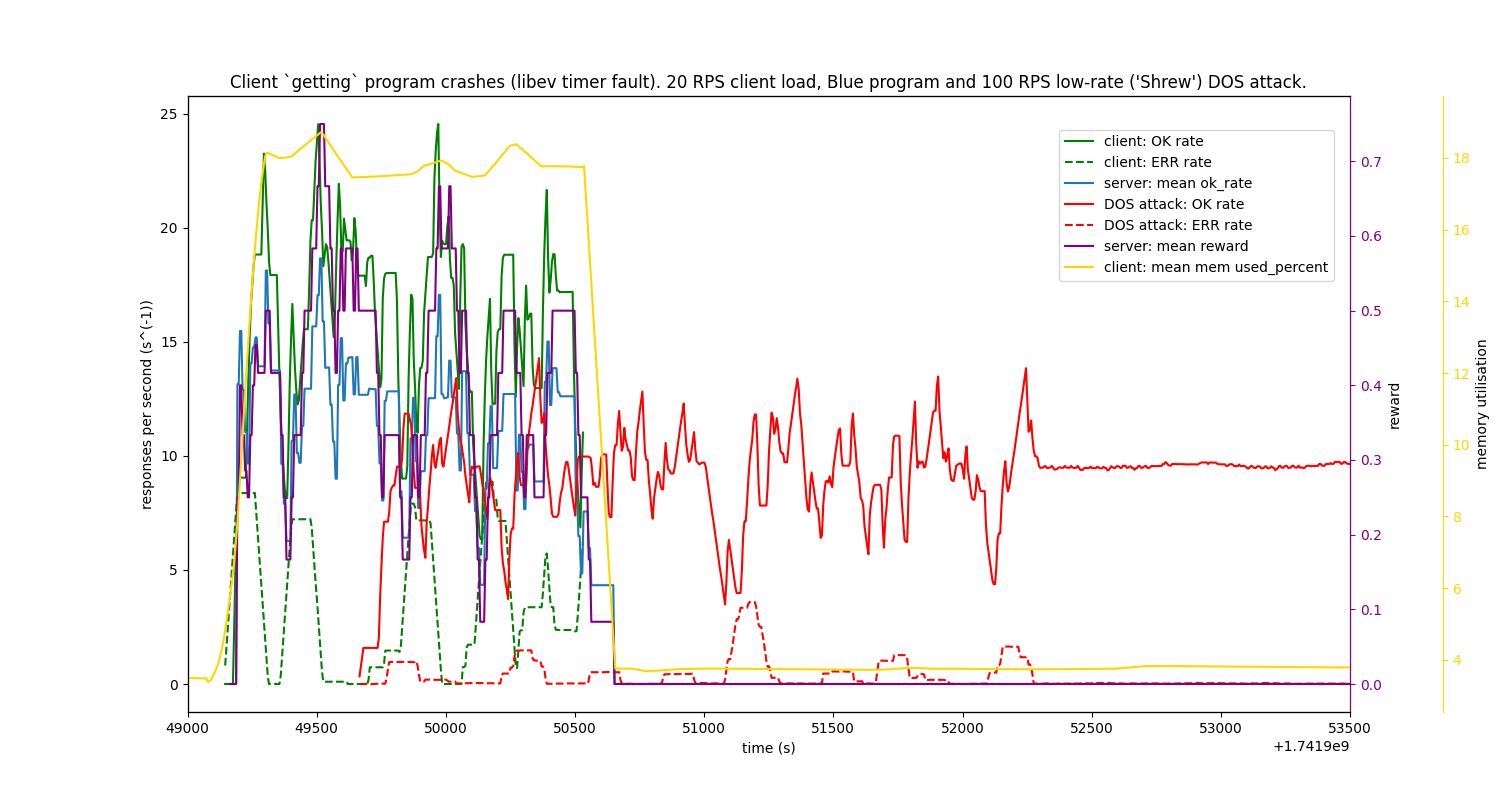 Client `getting` program crashes (libev timer fault). 20 RPS client load, Blue program and 100 RPS low-rate ('Shrew') DOS attack.
responses per second (s^(-1))
25
20
15
10
5
0
client: OK rate
client: ERR rate
server: mean ok_rate
DOS attack: OK rate
DOS attack: ERR rate
server: mean reward
client: mean mem used_percent
0.7
0.6
0.5
0.4
0.3
0.2
0.1
0.0
reward
18
16
14
12
10
8
6
4
memory utilisation
49000 49500 50000 50500 51000 51500 52000 52500 53000 53500
time (s)
+1.7419e9